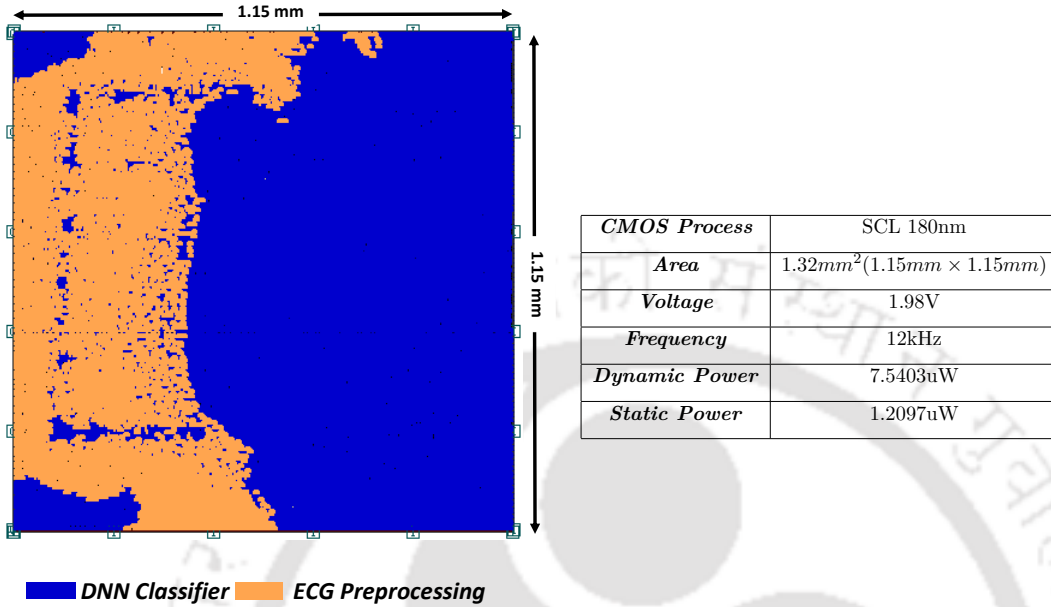 1.15 mm
1.15 mm
CMOS Process SCL 180nm
Area 1.32mm²(1.15mm × 1.15mm)
Voltage 1.98V
Frequency 12kHz
Dynamic Power 7.5403uW
Static Power 1.2097uW
DNN Classifier ECG Preprocessing